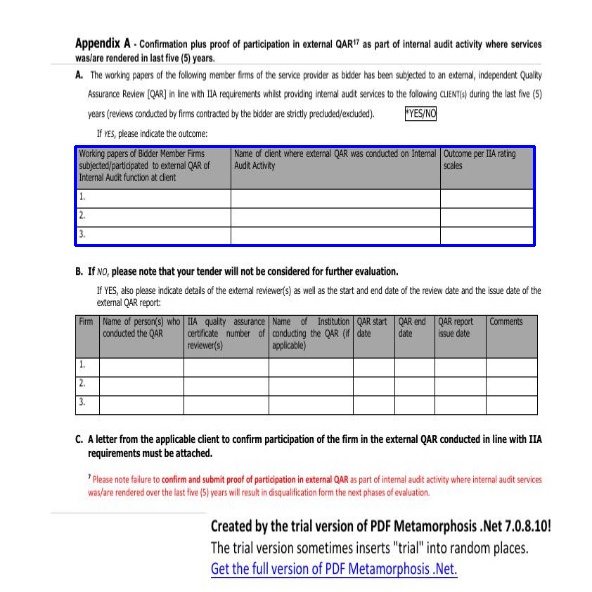 Appendix A - Confirmation plus proof of participation in external QAR17 as part of internal audit activity where services
was/are rendered in last five (5) years.
A. The working papers of the following member firms of the service provider as bidder has been subjected to an external, independent Quality
Assurance Review [QAR] in line with IIA requirements whilst providing internal audit services to the following CLIENT(s) during the last five (5)
years (reviews conducted by firms contracted by the bidder are strictly precluded/excluded). *YES/NO
If YES, please indicate the outcome:
Working papers of Bidder Member Firms
subjected/participated to external QAR of
Internal Audit function at client
Name of client where external QAR was conducted on Internal
Audit Activity
Outcome per IIA rating
scales
1.
2.
3.
B. If NO, please note that your tender will not be considered for further evaluation.
If YES, also please indicate details of the external reviewer(s) as well as the start and end date of the review date and the issue date of the
external QAR report:
Firm
Name of person(s) who
conducted the QAR
IIA quality assurance
certificate number of
reviewer(s)
Name of Institution
conducting the QAR (if
applicable)
QAR start
date
QAR end
date
QAR report
issue date
Comments
1.
2.
3.
C. A letter from the applicable client to confirm participation of the firm in the external QAR conducted in line with IIA
requirements must be attached.
7 Please note failure to confirm and submit proof of participation in external QAR as part of internal audit activity where internal audit services
was/are rendered over the last five (5) years will result in disqualification form the next phases of evaluation.
Created by the trial version of PDF Metamorphosis .Net 7.0.8.10!
The trial version sometimes inserts "trial" into random places.
Get the full version of PDF Metamorphosis .Net.